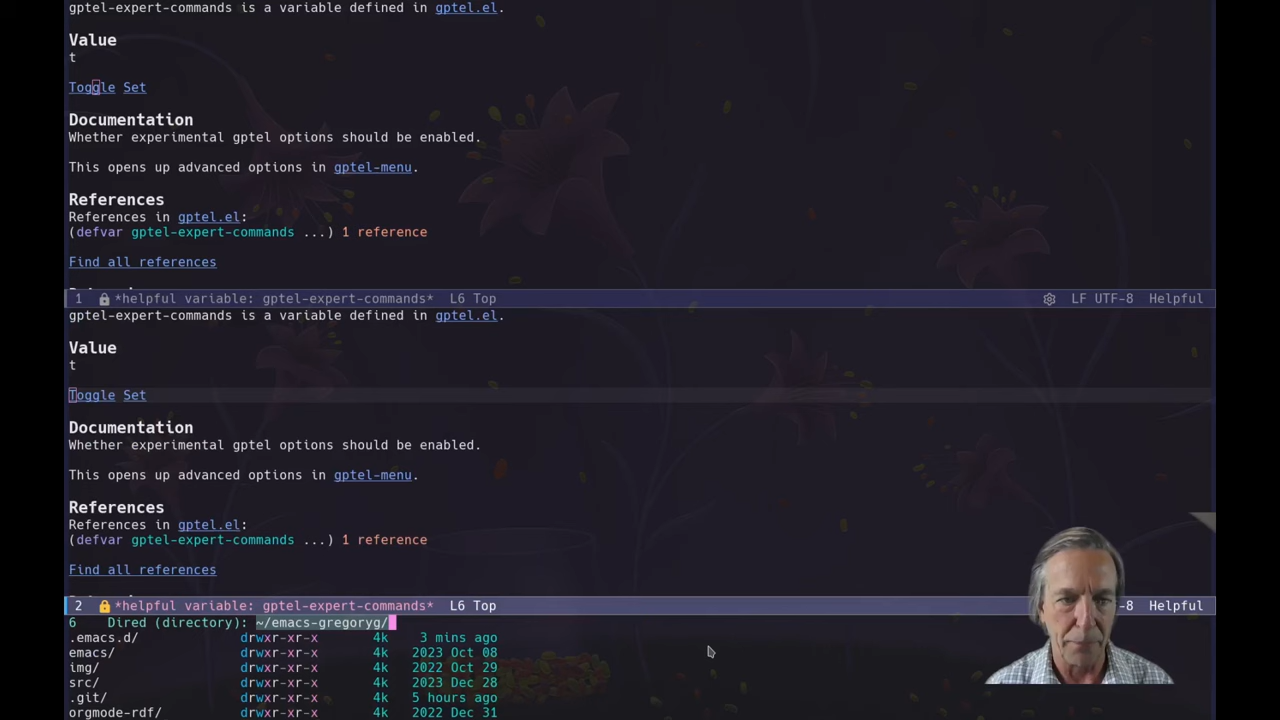 gptel-expert-commands is a variable defined in gptel.el.
Value
t
Toggle Set
Documentation
Whether experimental gptel options should be enabled.
This opens up advanced options in gptel-menu.
References
References in gptel.el:
(defvar gptel-expert-commands ...) 1 reference
Find all references
1 *helpful variable: gptel-expert-commands* L6 Top LF UTF-8 Helpful
gptel-expert-commands is a variable defined in gptel.el.
Value
t
Toggle Set
Documentation
Whether experimental gptel options should be enabled.
This opens up advanced options in gptel-menu.
References
References in gptel.el:
(defvar gptel-expert-commands ...) 1 reference
Find all references
2 *helpful variable: gptel-expert-commands* L6 Top -8 Helpful
6 Dired (directory): ~/emacs-gregoryg/
.emacs.d/ drwxr-xr-x 4k 3 mins ago
emacs/ drwxr-xr-x 4k 2023 Oct 08
img/ drwxr-xr-x 4k 2022 Oct 29
src/ drwxr-xr-x 4k 2023 Dec 28
.git/ drwxr-xr-x 4k 5 hours ago
orgmode-rdf/ drwxr-xr-x 4k 2022 Dec 31